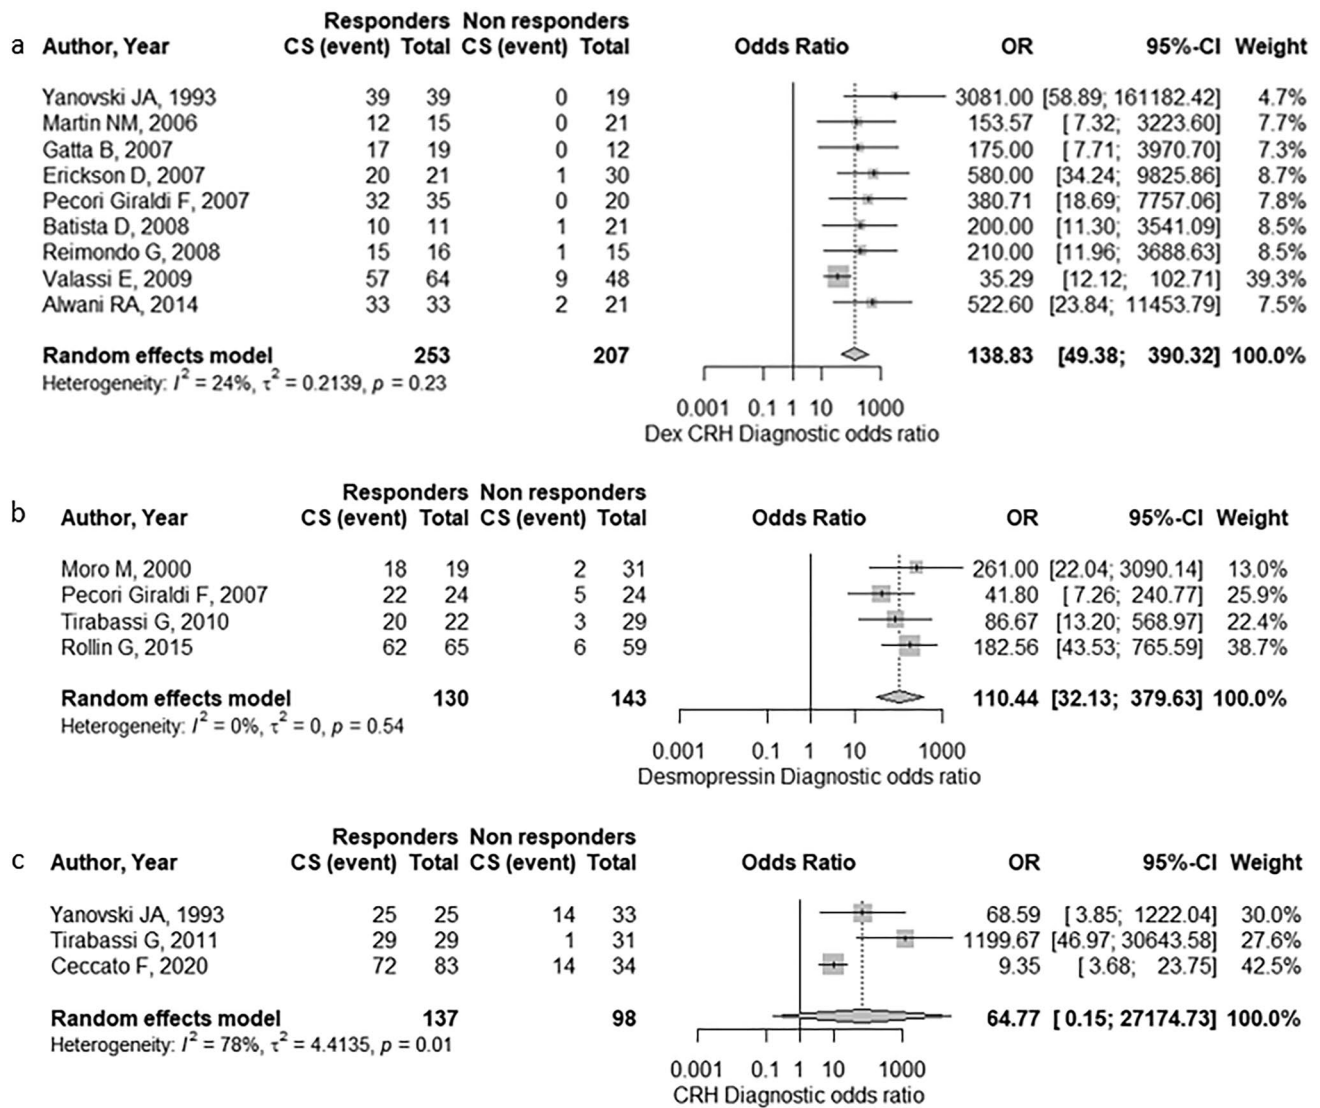 Responders Non responders
a Author, Year CS (event) Total CS (event) Total Odds Ratio OR 95%-CI Weight
Yanovski JA, 1993 39 39 0 19 3081.00 [58.89; 161182.42] 4.7%
Martin NM, 2006 12 15 0 21 153.57 [ 7.32; 3223.60] 7.7%
Gatta B, 2007 17 19 0 12 175.00 [ 7.71; 3970.70] 7.3%
Erickson D, 2007 20 21 1 30 580.00 [34.24; 9825.86] 8.7%
Pecori Giraldi F, 2007 32 35 0 20 380.71 [18.69; 7757.06] 7.8%
Batista D, 2008 10 11 1 21 200.00 [11.30; 3541.09] 8.5%
Reimondo G, 2008 15 16 1 15 210.00 [11.96; 3688.63] 8.5%
Valassi E, 2009 57 64 9 48 35.29 [12.12; 102.71] 39.3%
Alwani RA, 2014 33 33 2 21 522.60 [23.84; 11453.79] 7.5%
Random effects model 253 207 138.83 [49.38; 390.32] 100.0%
Heterogeneity: I² = 24%, τ² = 0.2139, p = 0.23
0.001 0.1 1 10 1000
Dex CRH Diagnostic odds ratio
Responders Non responders
b Author, Year CS (event) Total CS (event) Total Odds Ratio OR 95%-CI Weight
Moro M, 2000 18 19 2 31 261.00 [22.04; 3090.14] 13.0%
Pecori Giraldi F, 2007 22 24 5 24 41.80 [ 7.26; 240.77] 25.9%
Tirabassi G, 2010 20 22 3 29 86.67 [13.20; 568.97] 22.4%
Rollin G, 2015 62 65 6 59 182.56 [43.53; 765.59] 38.7%
Random effects model 130 143 110.44 [32.13; 379.63] 100.0%
Heterogeneity: I² = 0%, τ² = 0, p = 0.54
0.001 0.1 1 10 1000
Desmopressin Diagnostic odds ratio
Responders Non responders
c Author, Year CS (event) Total CS (event) Total Odds Ratio OR 95%-CI Weight
Yanovski JA, 1993 25 25 14 33 68.59 [ 3.85; 1222.04] 30.0%
Tirabassi G, 2011 29 29 1 31 1199.67 [46.97; 30643.58] 27.6%
Ceccato F, 2020 72 83 14 34 9.35 [ 3.68; 23.75] 42.5%
Random effects model 137 98 64.77 [ 0.15; 27174.73] 100.0%
Heterogeneity: I² = 78%, τ² = 4.4135, p = 0.01
0.001 0.1 1 10 1000
CRH Diagnostic odds ratio